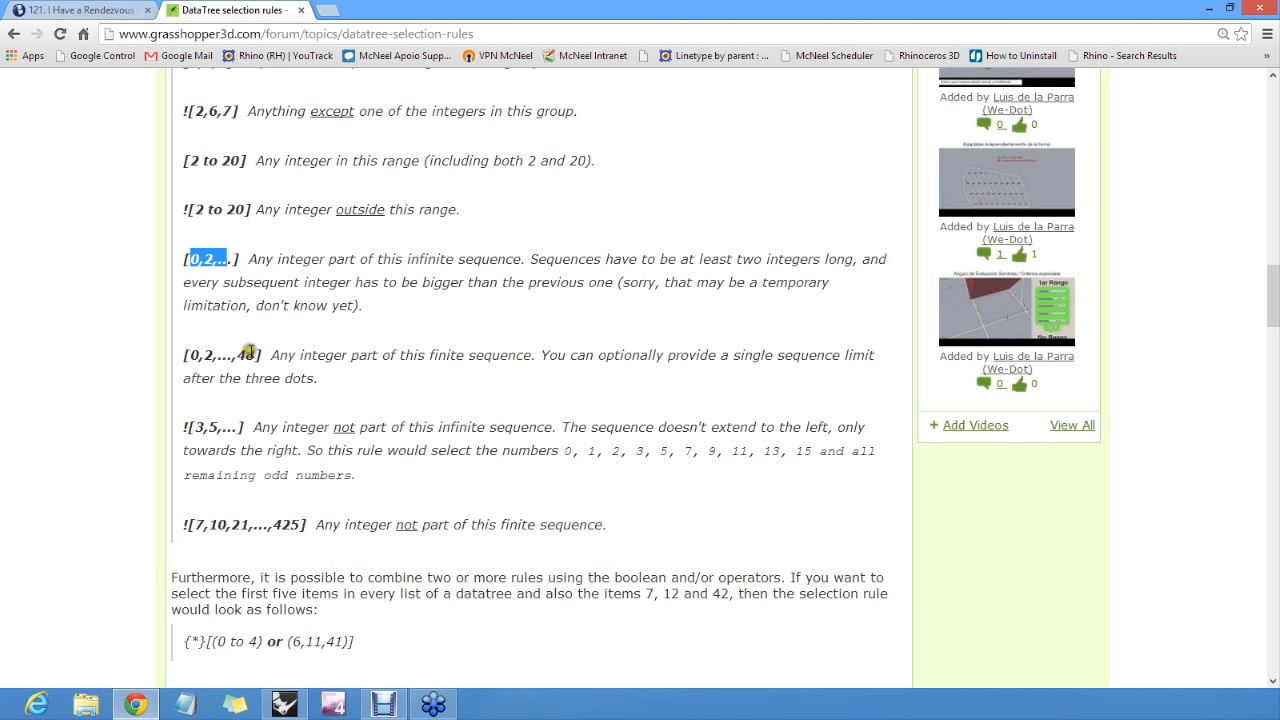 121. I Have a Rendezvous
DataTree selection rules -
www.grasshopper3d.com/forum/topics/datatree-selection-rules
Apps
Google Control
Google Mail
Rhino (RH) | YouTrack
McNeel Apoio Sup...
VPN McNeel
McNeel Intranet
Linetype by parent : ...
McNeel Scheduler
Rhinoceros 3D
How to Uninstall
Rhino - Search Results
»
![2,6,7] Anything except one of the integers in this group.
[2 to 20] Any integer in this range (including both 2 and 20).
![2 to 20] Any integer outside this range.
[0,2,...] Any integer part of this infinite sequence. Sequences have to be at least two integers long, and
every subsequent integer has to be bigger than the previous one (sorry, that may be a temporary
limitation, don't know yet).
[0,2,..., Any integer part of this finite sequence. You can optionally provide a single sequence limit
after the three dots.
![3,5,...] Any integer not part of this infinite sequence. The sequence doesn't extend to the left, only
towards the right. So this rule would select the numbers 0, 1, 2, 3, 5, 7, 9, 11, 13, 15 and all
remaining odd numbers.
![7,10,21,...,425] Any integer not part of this finite sequence.
Furthermore, it is possible to combine two or more rules using the boolean and/or operators. If you want to
select the first five items in every list of a datatree and also the items 7, 12 and 42, then the selection rule
would look as follows:
{*}[(0 to 4) or (6,11,41)]
Added by Luis de la Parra
(We-Dot)
0 0
Adaptable independientemente de la forma
Added by Luis de la Parra
(We-Dot)
1 1
Angulo de Evaluación Sombras / Criterios espaciales
1er Rango
Added by Luis de la Parra
(We-Dot)
0 0
+ Add Videos
View All